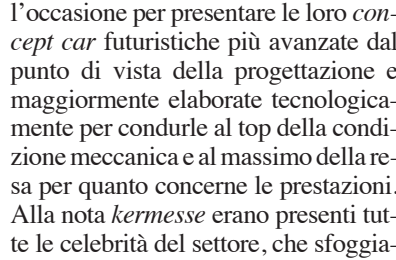 l'occasione per presentare le loro con-
cept car futuristiche più avanzate dal
punto di vista della progettazione e
maggiormente elaborate tecnologica-
mente per condurle al top della condi-
zione meccanica e al massimo della re-
sa per quanto concerne le prestazioni.
Alla nota kermesse erano presenti tut-
te le celebrità del settore, che sfoggia-